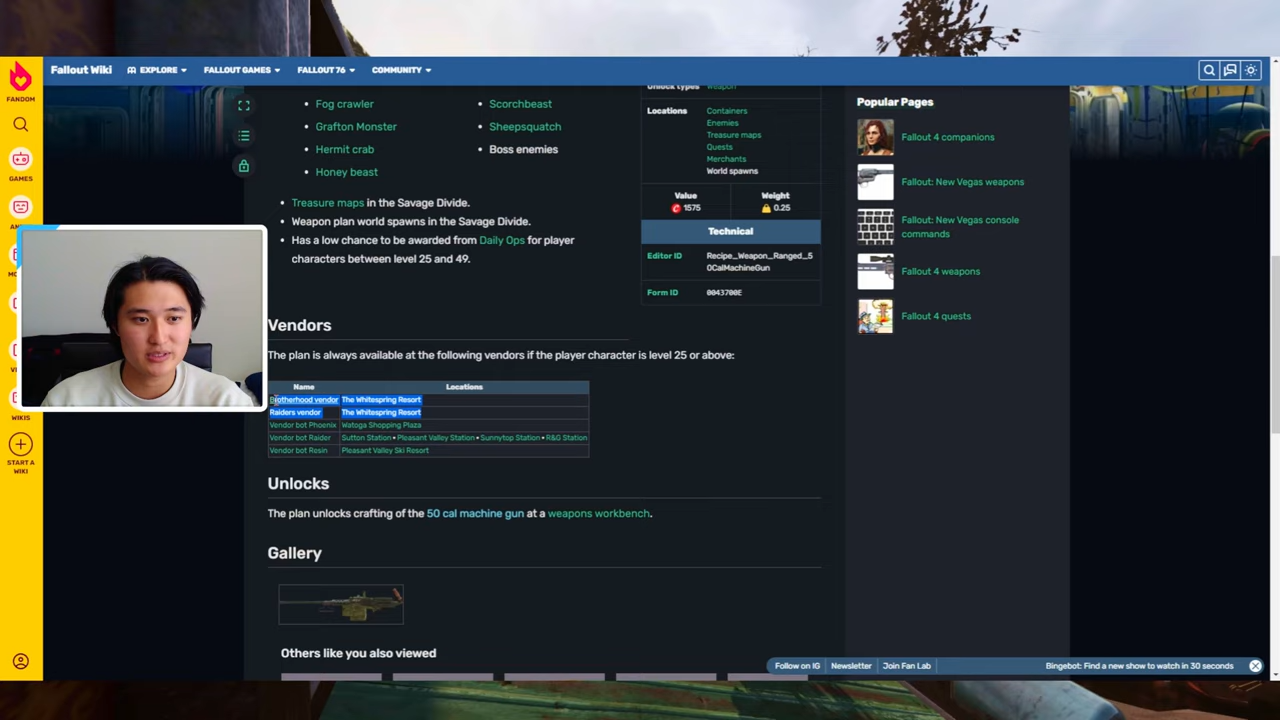 Fallout Wiki
EXPLORE
FALLOUT GAMES
FALLOUT 76
COMMUNITY
FANDOM
GAMES
WIKIS
START A
WIKI
Fog crawler
Grafton Monster
Hermit crab
Honey beast
Scorchbeast
Sheepsquatch
Boss enemies
Treasure maps in the Savage Divide.
Weapon plan world spawns in the Savage Divide.
Has a low chance to be awarded from Daily Ops for player
characters between level 25 and 49.
Unlock types Weapon
Locations
Containers
Enemies
Treasure maps
Quests
Merchants
World spawns
Value
1575
Weight
0.25
Technical
Editor ID
Recipe_Weapon_Ranged_5
0CalMachineGun
Form ID
0043700E
Popular Pages
Fallout 4 companions
Fallout: New Vegas weapons
Fallout: New Vegas console
commands
Fallout 4 weapons
Fallout 4 quests
Vendors
The plan is always available at the following vendors if the player character is level 25 or above:
Name Locations
Brotherhood vendor The Whitespring Resort
Raiders vendor The Whitespring Resort
Vendor bot Phoenix Watoga Shopping Plaza
Vendor bot Raider Sutton Station • Pleasant Valley Station • Sunnytop Station • R&G Station
Vendor bot Resin Pleasant Valley Ski Resort
Unlocks
The plan unlocks crafting of the 50 cal machine gun at a weapons workbench.
Gallery
Others like you also viewed
Follow on IG
Newsletter
Join Fan Lab
Bingebot: Find a new show to watch in 30 seconds